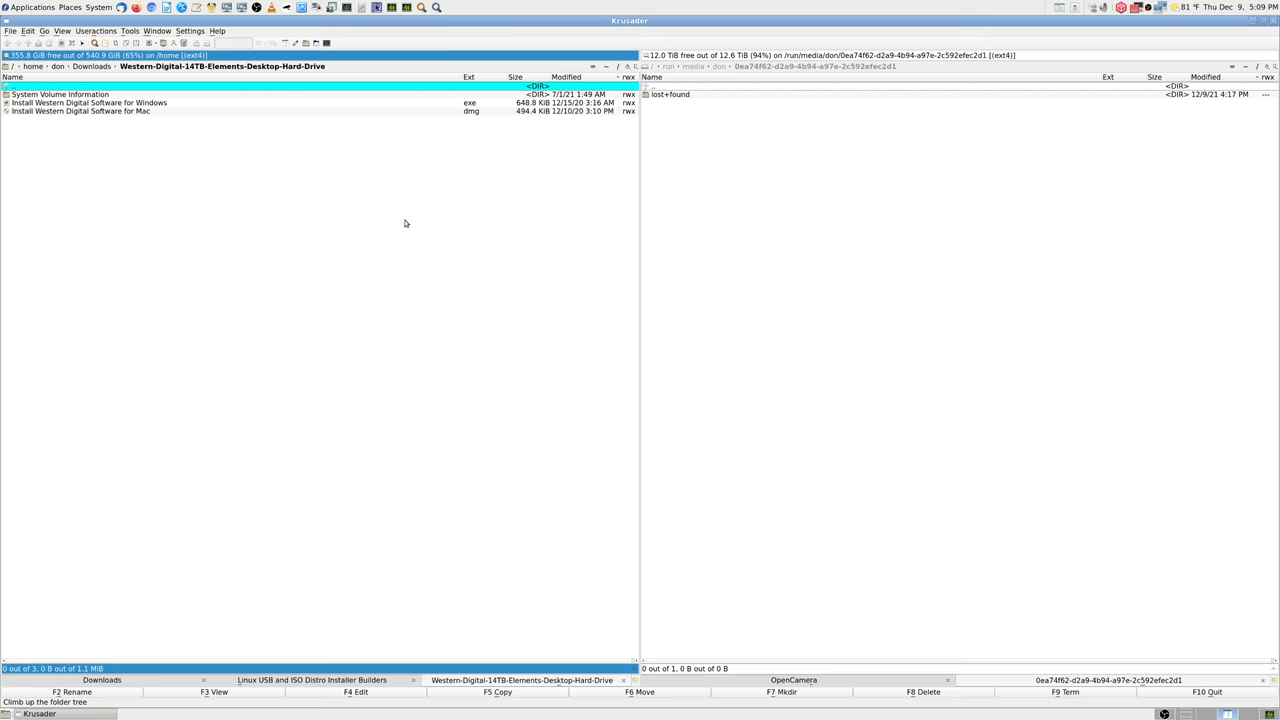 Applications Places System 81 °F Thu Dec 9, 5:09 PM
Krusader
File Edit Go View Useractions Tools Window Settings Help
355.8 GiB free out of 540.9 GiB (65%) on /home [(ext4)] 12.0 TiB free out of 12.6 TiB (94%) on /run/media/don/0ea74f62-d2a9-4b94-a97e-2c592efec2d1 [(ext4)]
/ home › don › Downloads › Western-Digital-14TB-Elements-Desktop-Hard-Drive = ~ / / › run › media › don › 0ea74f62-d2a9-4b94-a97e-2c592efec2d1 = ~ /
Name Ext Size Modified rwx Name Ext Size Modified rwx
.. <DIR> .. <DIR>
System Volume Information <DIR> 7/1/21 1:49 AM rwx lost+found <DIR> 12/9/21 4:17 PM ---
Install Western Digital Software for Windows exe 648.8 KiB 12/15/20 3:16 AM rwx
Install Western Digital Software for Mac dmg 494.4 KiB 12/10/20 3:10 PM rwx
0 out of 3, 0 B out of 1.1 MiB 0 out of 1, 0 B out of 0 B
Downloads Linux USB and ISO Distro Installer Builders Western-Digital-14TB-Elements-Desktop-Hard-Drive OpenCamera 0ea74f62-d2a9-4b94-a97e-2c592efec2d1
F2 Rename F3 View F4 Edit F5 Copy F6 Move F7 Mkdir F8 Delete F9 Term F10 Quit
Climb up the folder tree
Krusader